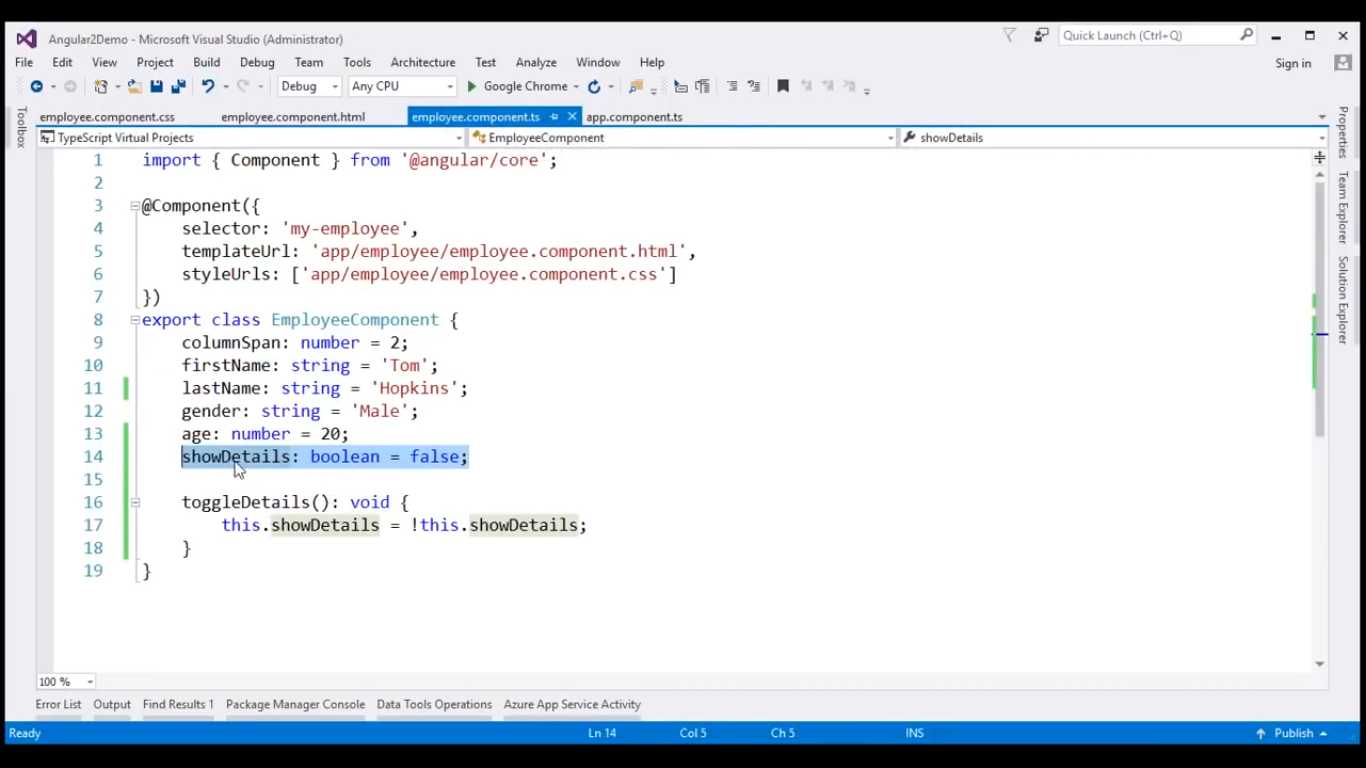 Angular2Demo - Microsoft Visual Studio (Administrator)
Quick Launch (Ctrl+Q)
File Edit View Project Build Debug Team Tools Architecture Test Analyze Window Help
Sign in
Debug Any CPU Google Chrome
employee.component.css employee.component.html employee.component.ts app.component.ts
TypeScript Virtual Projects EmployeeComponent showDetails
Toolbox
Properties
Team Explorer
Solution Explorer
1 import { Component } from '@angular/core';
2
3 @Component({
4 selector: 'my-employee',
5 templateUrl: 'app/employee/employee.component.html',
6 styleUrls: ['app/employee/employee.component.css']
7 })
8 export class EmployeeComponent {
9 columnSpan: number = 2;
10 firstName: string = 'Tom';
11 lastName: string = 'Hopkins';
12 gender: string = 'Male';
13 age: number = 20;
14 showDetails: boolean = false;
15
16 toggleDetails(): void {
17 this.showDetails = !this.showDetails;
18 }
19 }
100 %
Error List Output Find Results 1 Package Manager Console Data Tools Operations Azure App Service Activity
Ready Ln 14 Col 5 Ch 5 INS Publish